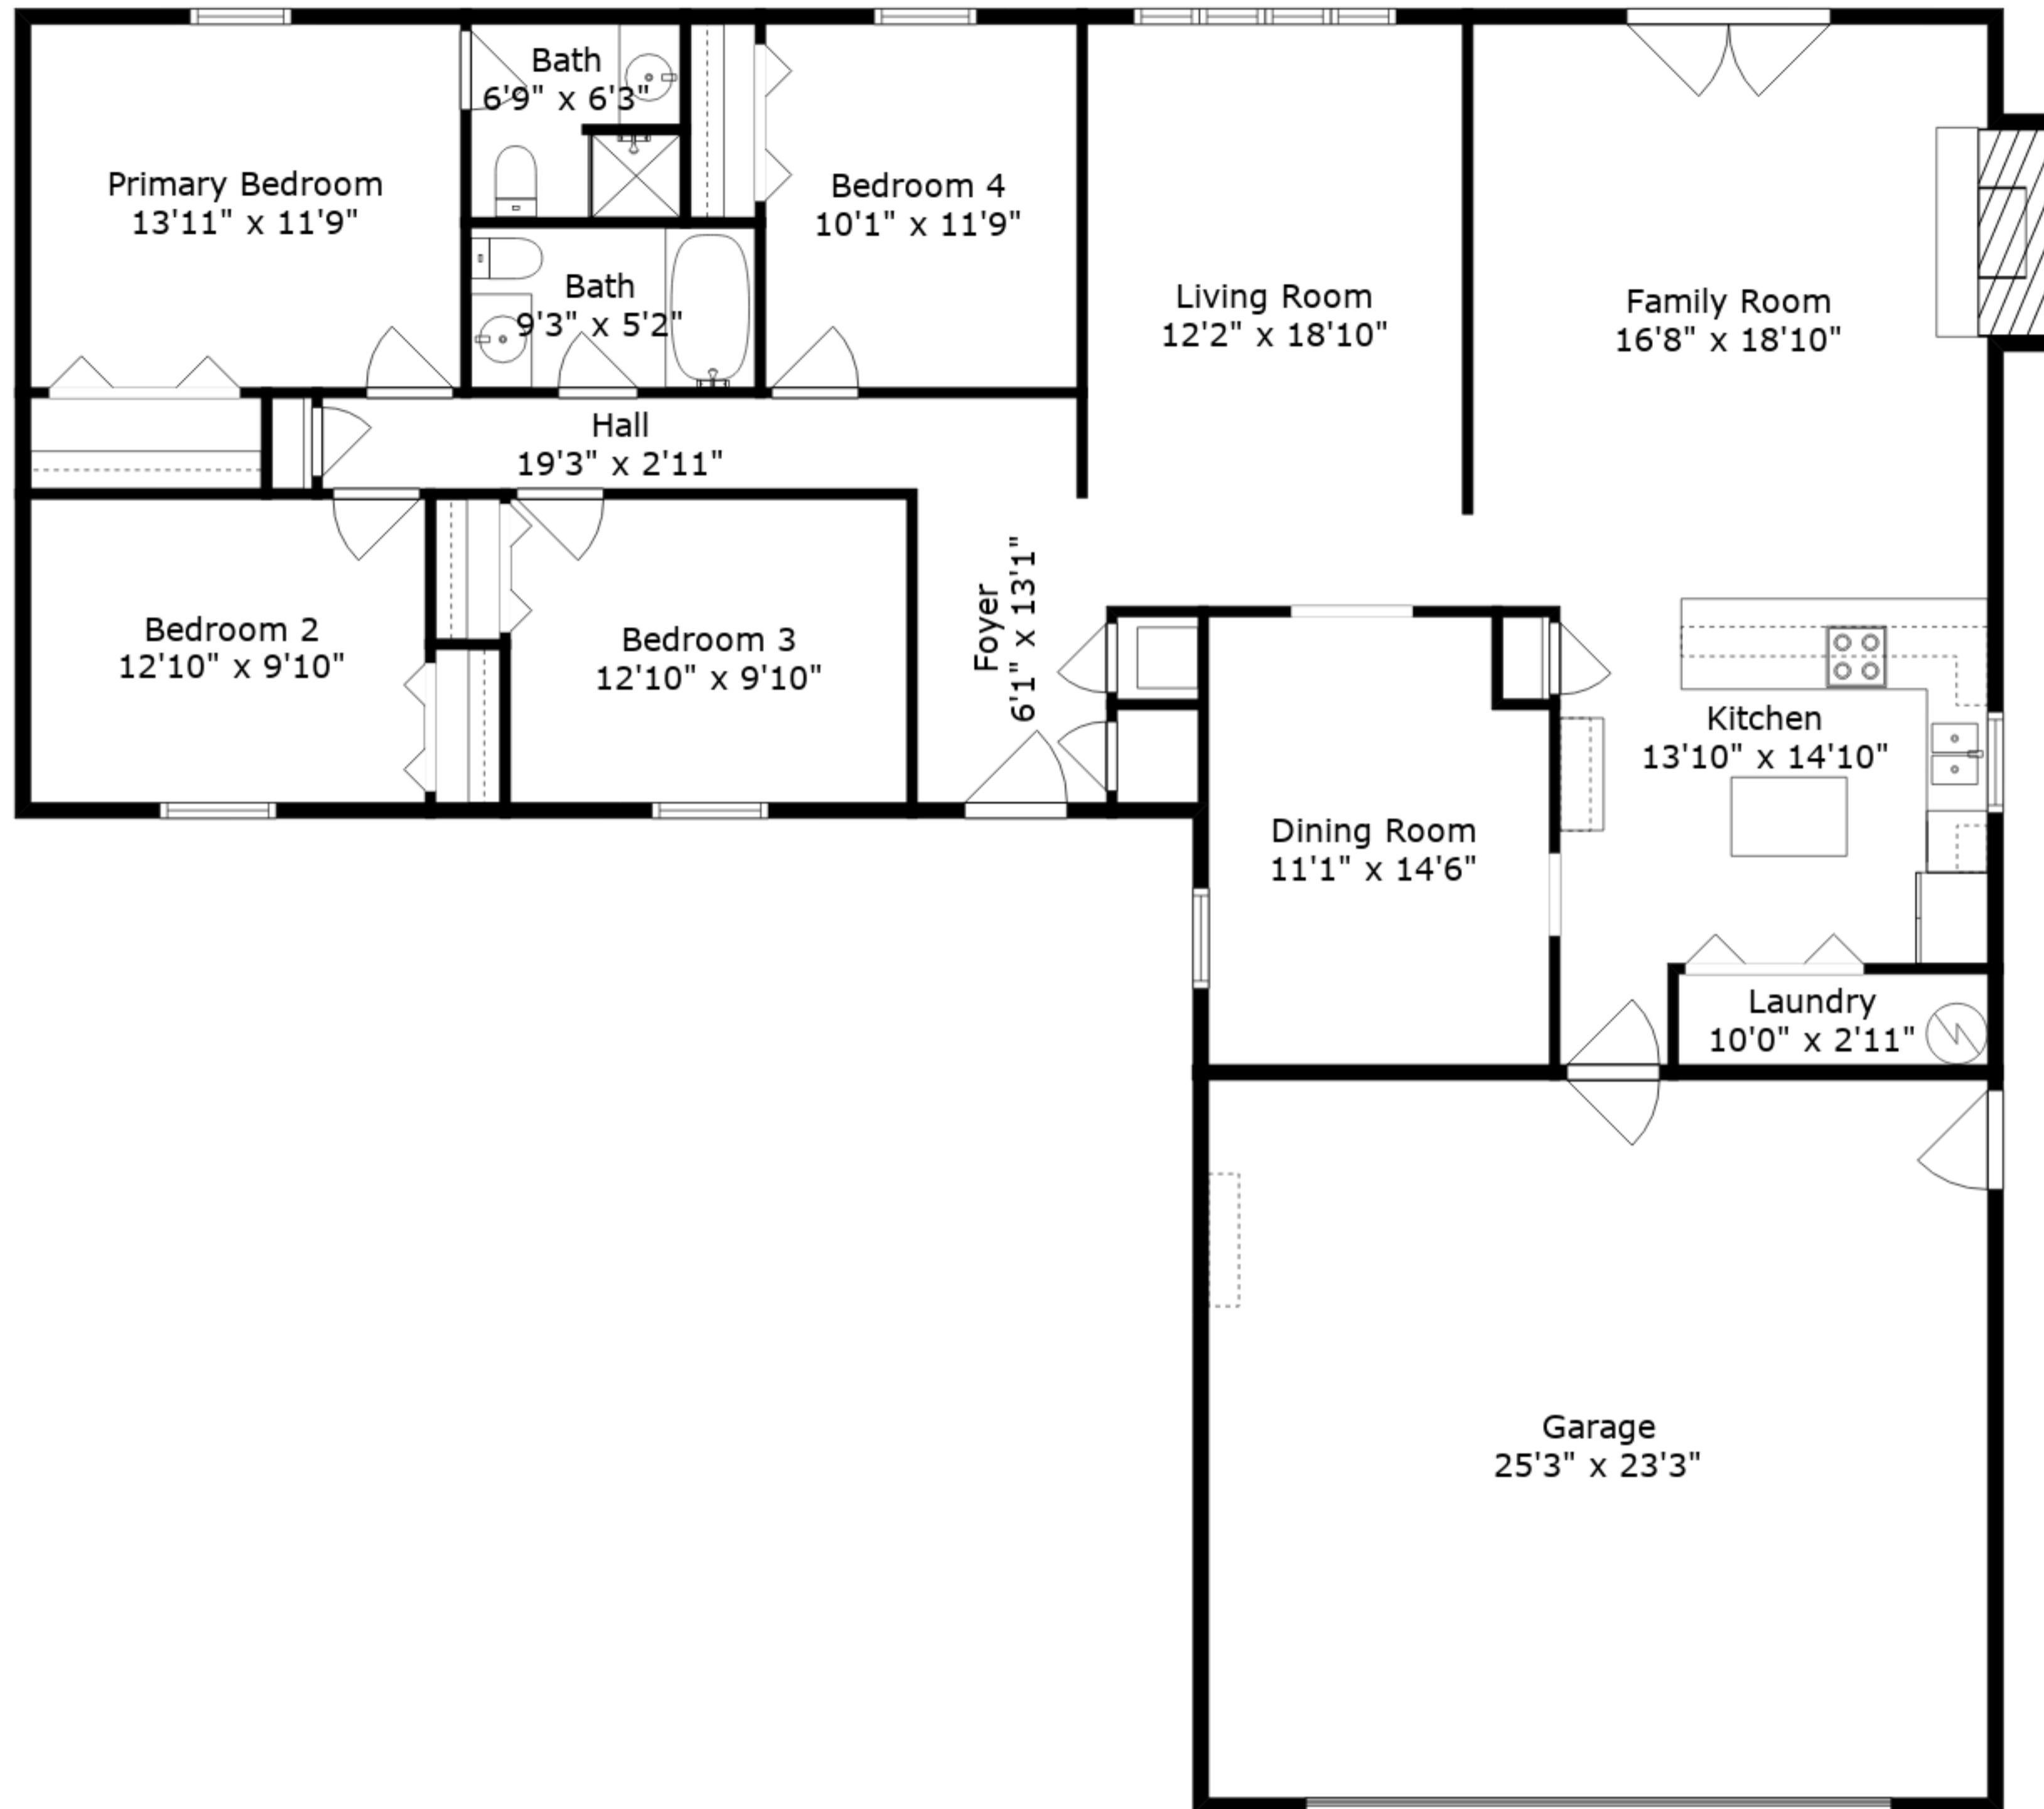 Bath
6'9" x 6'3"
Primary Bedroom
13'11" x 11'9"
Bedroom 4
10'1" x 11'9"
Bath
9'3" x 5'2"
Living Room
12'2" x 18'10"
Family Room
16'8" x 18'10"
Hall
19'3" x 2'11"
Bedroom 2
12'10" x 9'10"
Bedroom 3
12'10" x 9'10"
Foyer
6'1" x 13'1"
Kitchen
13'10" x 14'10"
Dining Room
11'1" x 14'6"
Laundry
10'0" x 2'11"
Garage
25'3" x 23'3"